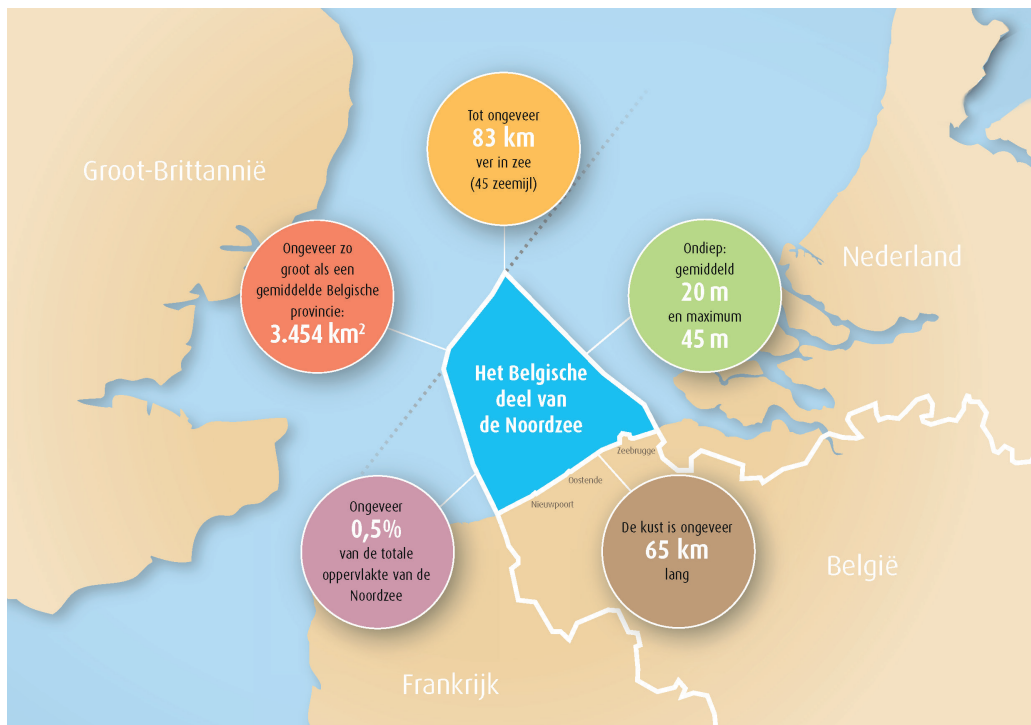 Tot ongeveer
83 km
ver in zee
(45 zeemijl)
Groot-Brittannië
Ongeveer zo
groot als een
gemiddelde Belgische
provincie:
3.454 km²
Ondiep:
gemiddeld
20 m
en maximum
45 m
Nederland
Het Belgische
deel van
de Noordzee
Zeebrugge
Oostende
Nieuwpoort
Ongeveer
0,5%
van de totale
oppervlakte van de
Noordzee
De kust is ongeveer
65 km
lang
België
Frankrijk